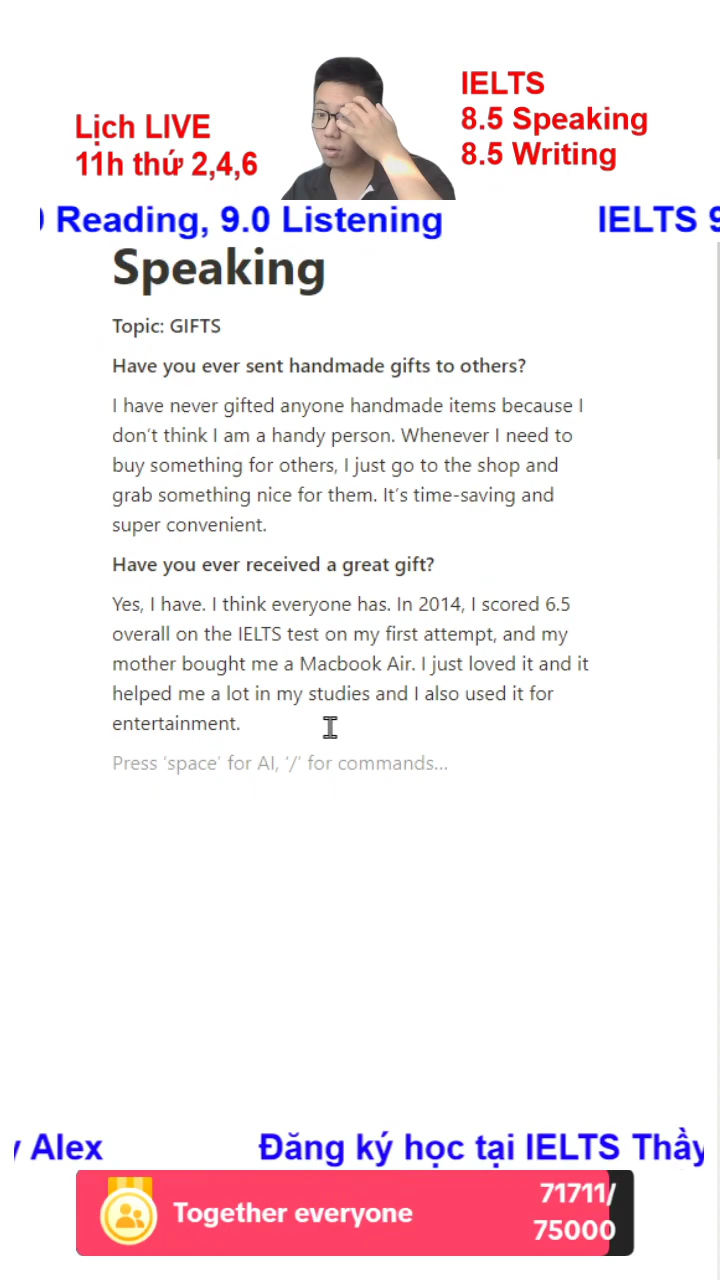 Lịch LIVE
11h thứ 2,4,6
IELTS
8.5 Speaking
8.5 Writing
Reading, 9.0 Listening
IELTS 9
Speaking
Topic: GIFTS
Have you ever sent handmade gifts to others?
I have never gifted anyone handmade items because I
don't think I am a handy person. Whenever I need to
buy something for others, I just go to the shop and
grab something nice for them. It's time-saving and
super convenient.
Have you ever received a great gift?
Yes, I have. I think everyone has. In 2014, I scored 6.5
overall on the IELTS test on my first attempt, and my
mother bought me a Macbook Air. I just loved it and it
helped me a lot in my studies and I also used it for
entertainment.
Press 'space' for AI, '/' for commands...
Alex
Đăng ký học tại IELTS Thầy
Together everyone
71711/
75000